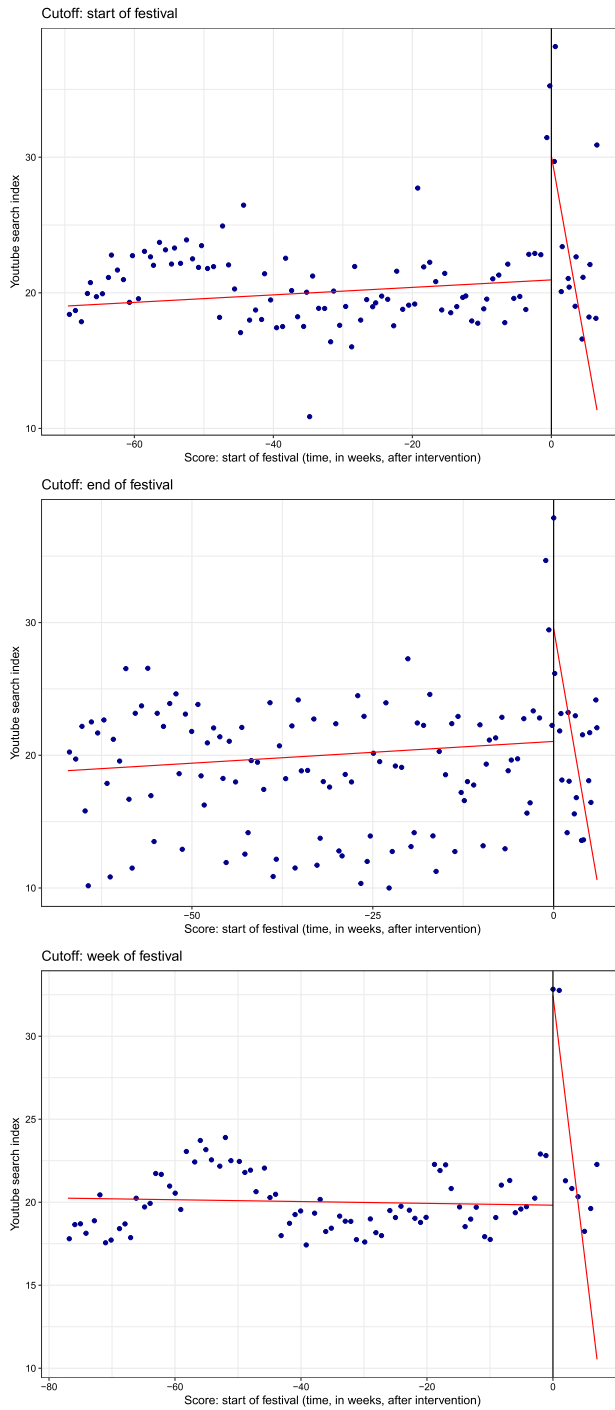 Cutoff: start of festival
30
20
10
Youtube search index
−60 −40 −20 0
Score: start of festival (time, in weeks, after intervention)
Cutoff: end of festival
30
20
10
Youtube search index
−50 −25 0
Score: start of festival (time, in weeks, after intervention)
Cutoff: week of festival
30
25
20
15
10
Youtube search index
−80 −60 −40 −20 0
Score: start of festival (time, in weeks, after intervention)